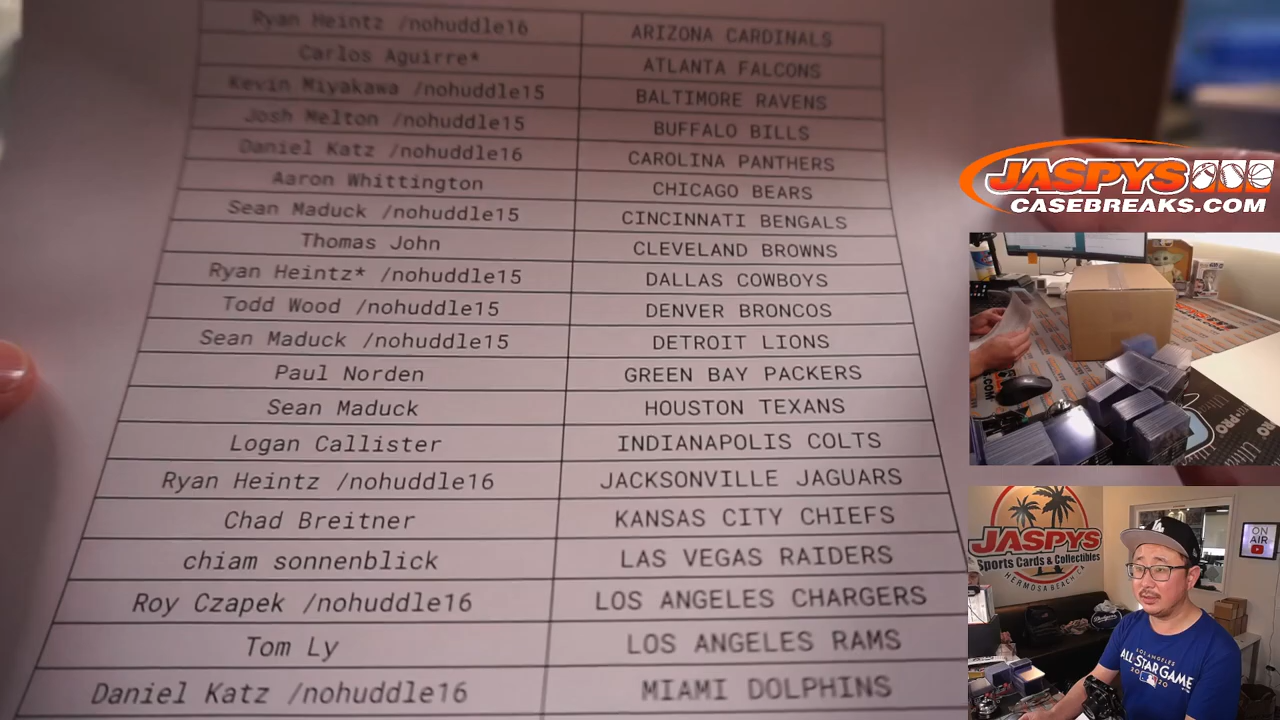 Ryan Heintz /nohuddle16 ARIZONA CARDINALS
Carlos Aguirre* ATLANTA FALCONS
Kevin Miyakawa /nohuddle15 BALTIMORE RAVENS
Josh Melton /nohuddle15 BUFFALO BILLS
Daniel Katz /nohuddle16 CAROLINA PANTHERS
Aaron Whittington CHICAGO BEARS
Sean Maduck /nohuddle15 CINCINNATI BENGALS
Thomas John CLEVELAND BROWNS
Ryan Heintz* /nohuddle15 DALLAS COWBOYS
Todd Wood /nohuddle15 DENVER BRONCOS
Sean Maduck /nohuddle15 DETROIT LIONS
Paul Norden GREEN BAY PACKERS
Sean Maduck HOUSTON TEXANS
Logan Callister INDIANAPOLIS COLTS
Ryan Heintz /nohuddle16 JACKSONVILLE JAGUARS
Chad Breitner KANSAS CITY CHIEFS
chiam sonnenblick LAS VEGAS RAIDERS
Roy Czapek /nohuddle16 LOS ANGELES CHARGERS
Tom Ly LOS ANGELES RAMS
Daniel Katz /nohuddle16 MIAMI DOLPHINS
JASPYS
CASEBREAKS.COM
JASPYS
Sports Cards & Collectibles
HERMOSA BEACH CA
ON
AIR
LA
LOS ANGELES
ALL STAR GAME
2020